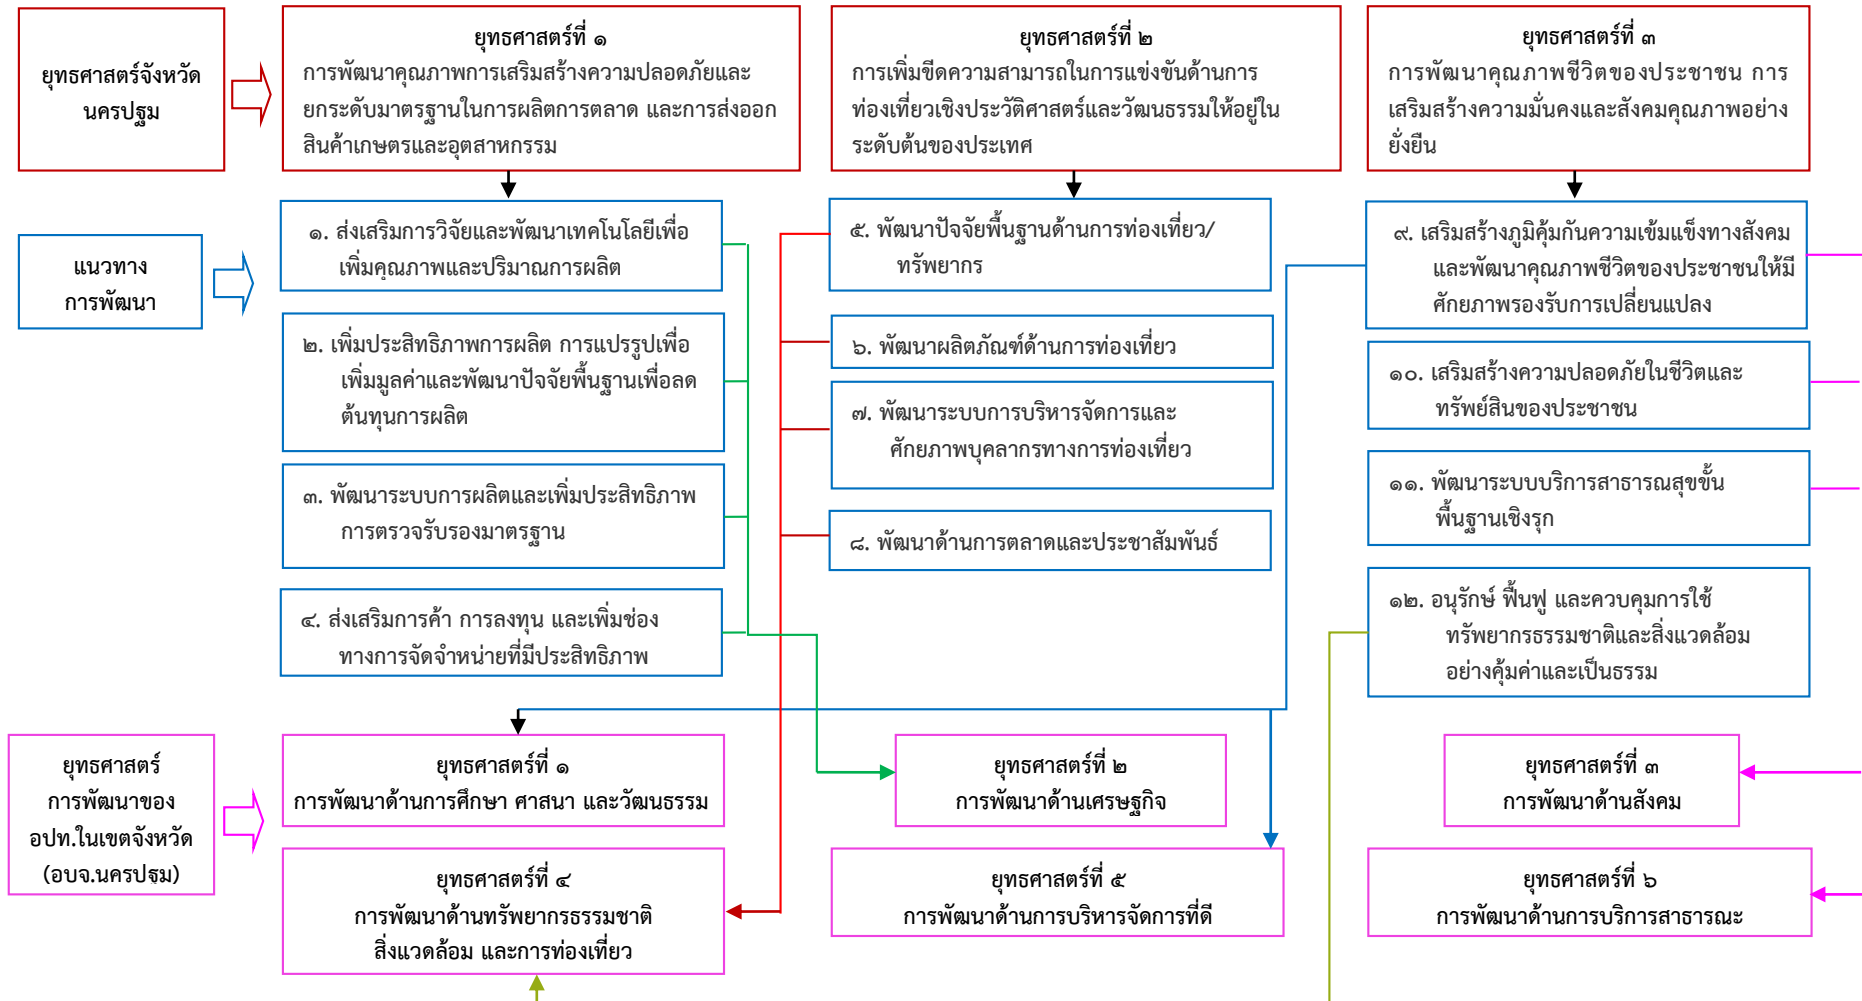 ยุทธศาสตร์จังหวัด
นครปฐม
ยุทธศาสตร์ที่ ๑
การพัฒนาคุณภาพการเสริมสร้างความปลอดภัยและ
ยกระดับมาตรฐานในการผลิตการตลาด และการส่งออก
สินค้าเกษตรและอุตสาหกรรม
ยุทธศาสตร์ที่ ๒
การเพิ่มขีดความสามารถในการแข่งขันด้านการ
ท่องเที่ยวเชิงประวัติศาสตร์และวัฒนธรรมให้อยู่ใน
ระดับต้นของประเทศ
ยุทธศาสตร์ที่ ๓
การพัฒนาคุณภาพชีวิตของประชาชน การ
เสริมสร้างความมั่นคงและสังคมคุณภาพอย่าง
ยั่งยืน
แนวทาง
การพัฒนา
๑. ส่งเสริมการวิจัยและพัฒนาเทคโนโลยีเพื่อ
เพิ่มคุณภาพและปริมาณการผลิต
๒. เพิ่มประสิทธิภาพการผลิต การแปรรูปเพื่อ
เพิ่มมูลค่าและพัฒนาปัจจัยพื้นฐานเพื่อลด
ต้นทุนการผลิต
๓. พัฒนาระบบการผลิตและเพิ่มประสิทธิภาพ
การตรวจรับรองมาตรฐาน
๔. ส่งเสริมการค้า การลงทุน และเพิ่มช่อง
ทางการจัดจำหน่ายที่มีประสิทธิภาพ
๕. พัฒนาปัจจัยพื้นฐานด้านการท่องเที่ยว/
ทรัพยากร
๖. พัฒนาผลิตภัณฑ์ด้านการท่องเที่ยว
๗. พัฒนาระบบการบริหารจัดการและ
ศักยภาพบุคลากรทางการท่องเที่ยว
๘. พัฒนาด้านการตลาดและประชาสัมพันธ์
๙. เสริมสร้างภูมิคุ้มกันความเข้มแข็งทางสังคม
และพัฒนาคุณภาพชีวิตของประชาชนให้มี
ศักยภาพรองรับการเปลี่ยนแปลง
๑๐. เสริมสร้างความปลอดภัยในชีวิตและ
ทรัพย์สินของประชาชน
๑๑. พัฒนาระบบบริการสาธารณสุขขั้น
พื้นฐานเชิงรุก
๑๒. อนุรักษ์ ฟื้นฟู และควบคุมการใช้
ทรัพยากรธรรมชาติและสิ่งแวดล้อม
อย่างคุ้มค่าและเป็นธรรม
ยุทธศาสตร์
การพัฒนาของ
อปท.ในเขตจังหวัด
(อบจ.นครปฐม)
ยุทธศาสตร์ที่ ๑
การพัฒนาด้านการศึกษา ศาสนา และวัฒนธรรม
ยุทธศาสตร์ที่ ๒
การพัฒนาด้านเศรษฐกิจ
ยุทธศาสตร์ที่ ๓
การพัฒนาด้านสังคม
ยุทธศาสตร์ที่ ๔
การพัฒนาด้านทรัพยากรธรรมชาติ
สิ่งแวดล้อม และการท่องเที่ยว
ยุทธศาสตร์ที่ ๕
การพัฒนาด้านการบริหารจัดการที่ดี
ยุทธศาสตร์ที่ ๖
การพัฒนาด้านการบริการสาธารณะ